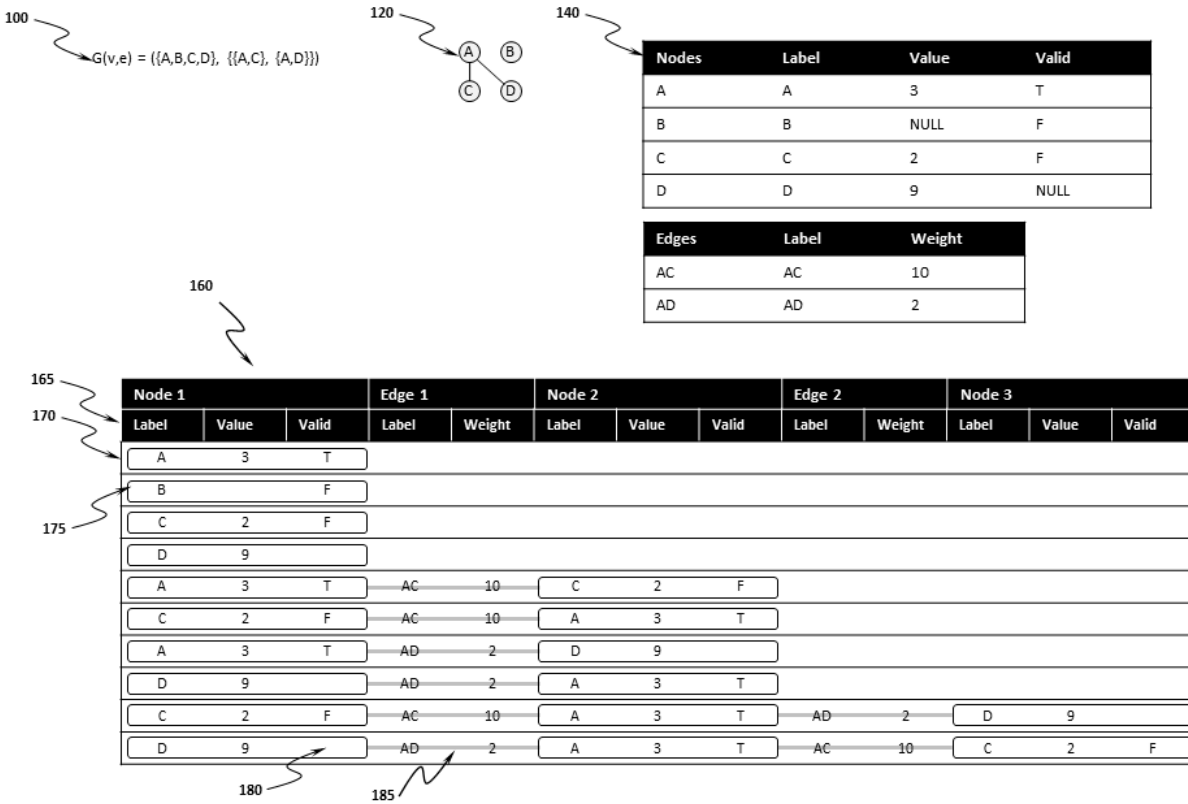 100
120
140
G(v,e) = ({A,B,C,D}, {{A,C}, {A,D}})
A B
C D
Nodes Label Value Valid
A A 3 T
B B NULL F
C C 2 F
D D 9 NULL
Edges Label Weight
AC AC 10
AD AD 2
160
165
170
175
Node 1 Edge 1 Node 2 Edge 2 Node 3
Label Value Valid Label Weight Label Value Valid Label Weight Label Value Valid
A 3 T
B F
C 2 F
D 9
A 3 T AC 10 C 2 F
C 2 F AC 10 A 3 T
A 3 T AD 2 D 9
D 9 AD 2 A 3 T
C 2 F AC 10 A 3 T AD 2 D 9
D 9 AD 2 A 3 T AC 10 C 2 F
180
185